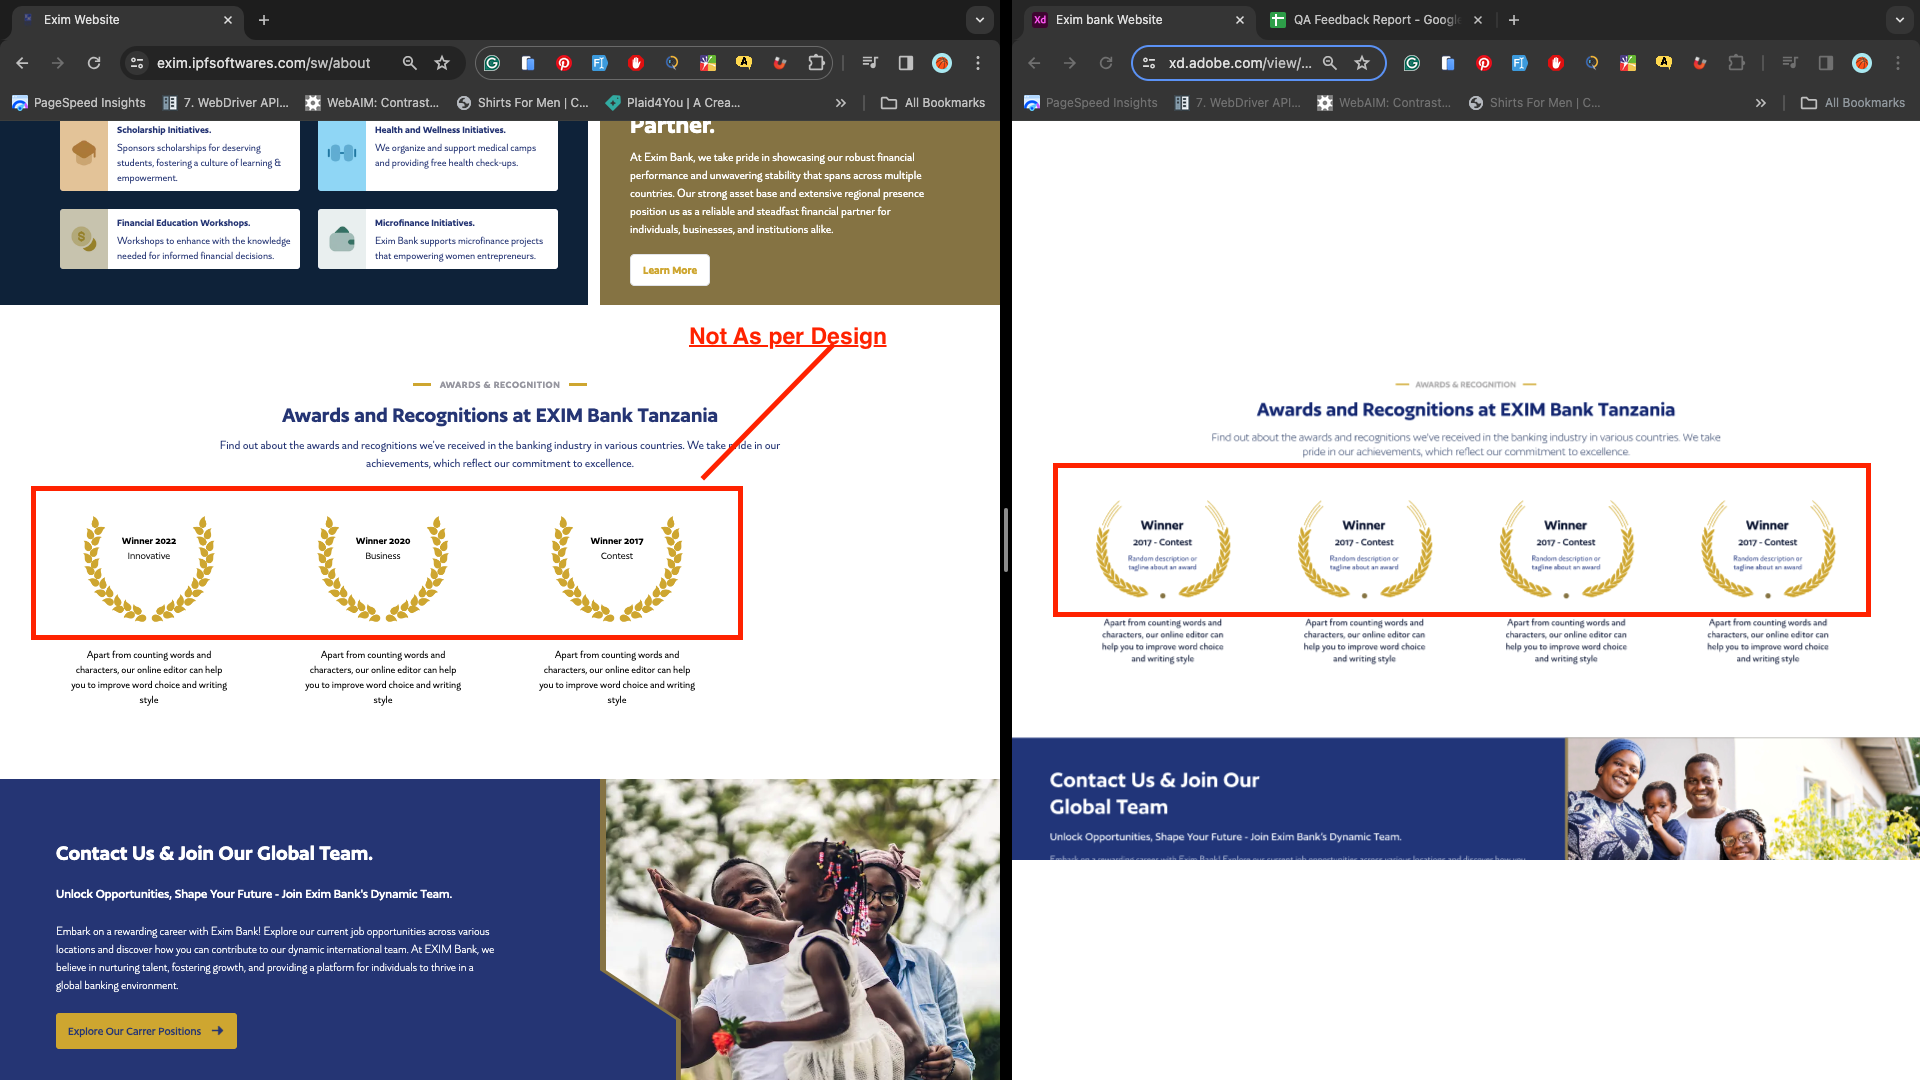 Exim Website
exim.ipfsoftwares.com/sw/about
PageSpeed Insights
7. WebDriver API...
WebAIM: Contrast...
Shirts For Men | C...
Plaid4You | A Crea...
All Bookmarks
Scholarship Initiatives.
Sponsors scholarships for deserving
students, fostering a culture of learning &
empowerment.
Health and Wellness Initiatives.
We organize and support medical camps
and providing free health check-ups.
Financial Education Workshops.
Workshops to enhance with the knowledge
needed for informed financial decisions.
Microfinance Initiatives.
Exim Bank supports microfinance projects
that empowering women entrepreneurs.
Partner.
At Exim Bank, we take pride in showcasing our robust financial
performance and unwavering stability that spans across multiple
countries. Our strong asset base and extensive regional presence
position us as a reliable and steadfast financial partner for
individuals, businesses, and institutions alike.
Learn More
Not As per Design
AWARDS & RECOGNITION
Awards and Recognitions at EXIM Bank Tanzania
Find out about the awards and recognitions we've received in the banking industry in various countries. We take pride in our
achievements, which reflect our commitment to excellence.
Winner 2022
Innovative
Winner 2020
Business
Winner 2017
Contest
Apart from counting words and
characters, our online editor can help
you to improve word choice and writing
style
Apart from counting words and
characters, our online editor can help
you to improve word choice and writing
style
Apart from counting words and
characters, our online editor can help
you to improve word choice and writing
style
Contact Us & Join Our Global Team.
Unlock Opportunities, Shape Your Future - Join Exim Bank's Dynamic Team.
Embark on a rewarding career with Exim Bank! Explore our current job opportunities across various
locations and discover how you can contribute to our dynamic international team. At EXIM Bank, we
believe in nurturing talent, fostering growth, and providing a platform for individuals to thrive in a
global banking environment.
Explore Our Carrer Positions
Xd
Exim bank Website
QA Feedback Report - Google
xd.adobe.com/view/...
PageSpeed Insights
7. WebDriver API...
WebAIM: Contrast...
Shirts For Men | C...
All Bookmarks
AWARDS & RECOGNITION
Awards and Recognitions at EXIM Bank Tanzania
Find out about the awards and recognitions we've received in the banking industry in various countries. We take
pride in our achievements, which reflect our commitment to excellence.
Winner
2017 - Contest
Random description or
tagline about an award
Winner
2017 - Contest
Random description or
tagline about an award
Winner
2017 - Contest
Random description or
tagline about an award
Winner
2017 - Contest
Random description or
tagline about an award
Apart from counting words and
characters, our online editor can
help you to improve word choice
and writing style
Apart from counting words and
characters, our online editor can
help you to improve word choice
and writing style
Apart from counting words and
characters, our online editor can
help you to improve word choice
and writing style
Apart from counting words and
characters, our online editor can
help you to improve word choice
and writing style
Contact Us & Join Our
Global Team
Unlock Opportunities, Shape Your Future - Join Exim Bank's Dynamic Team.
Embark on a rewarding career with Exim Bank! Explore our current job opportunities across various locations and discover how you